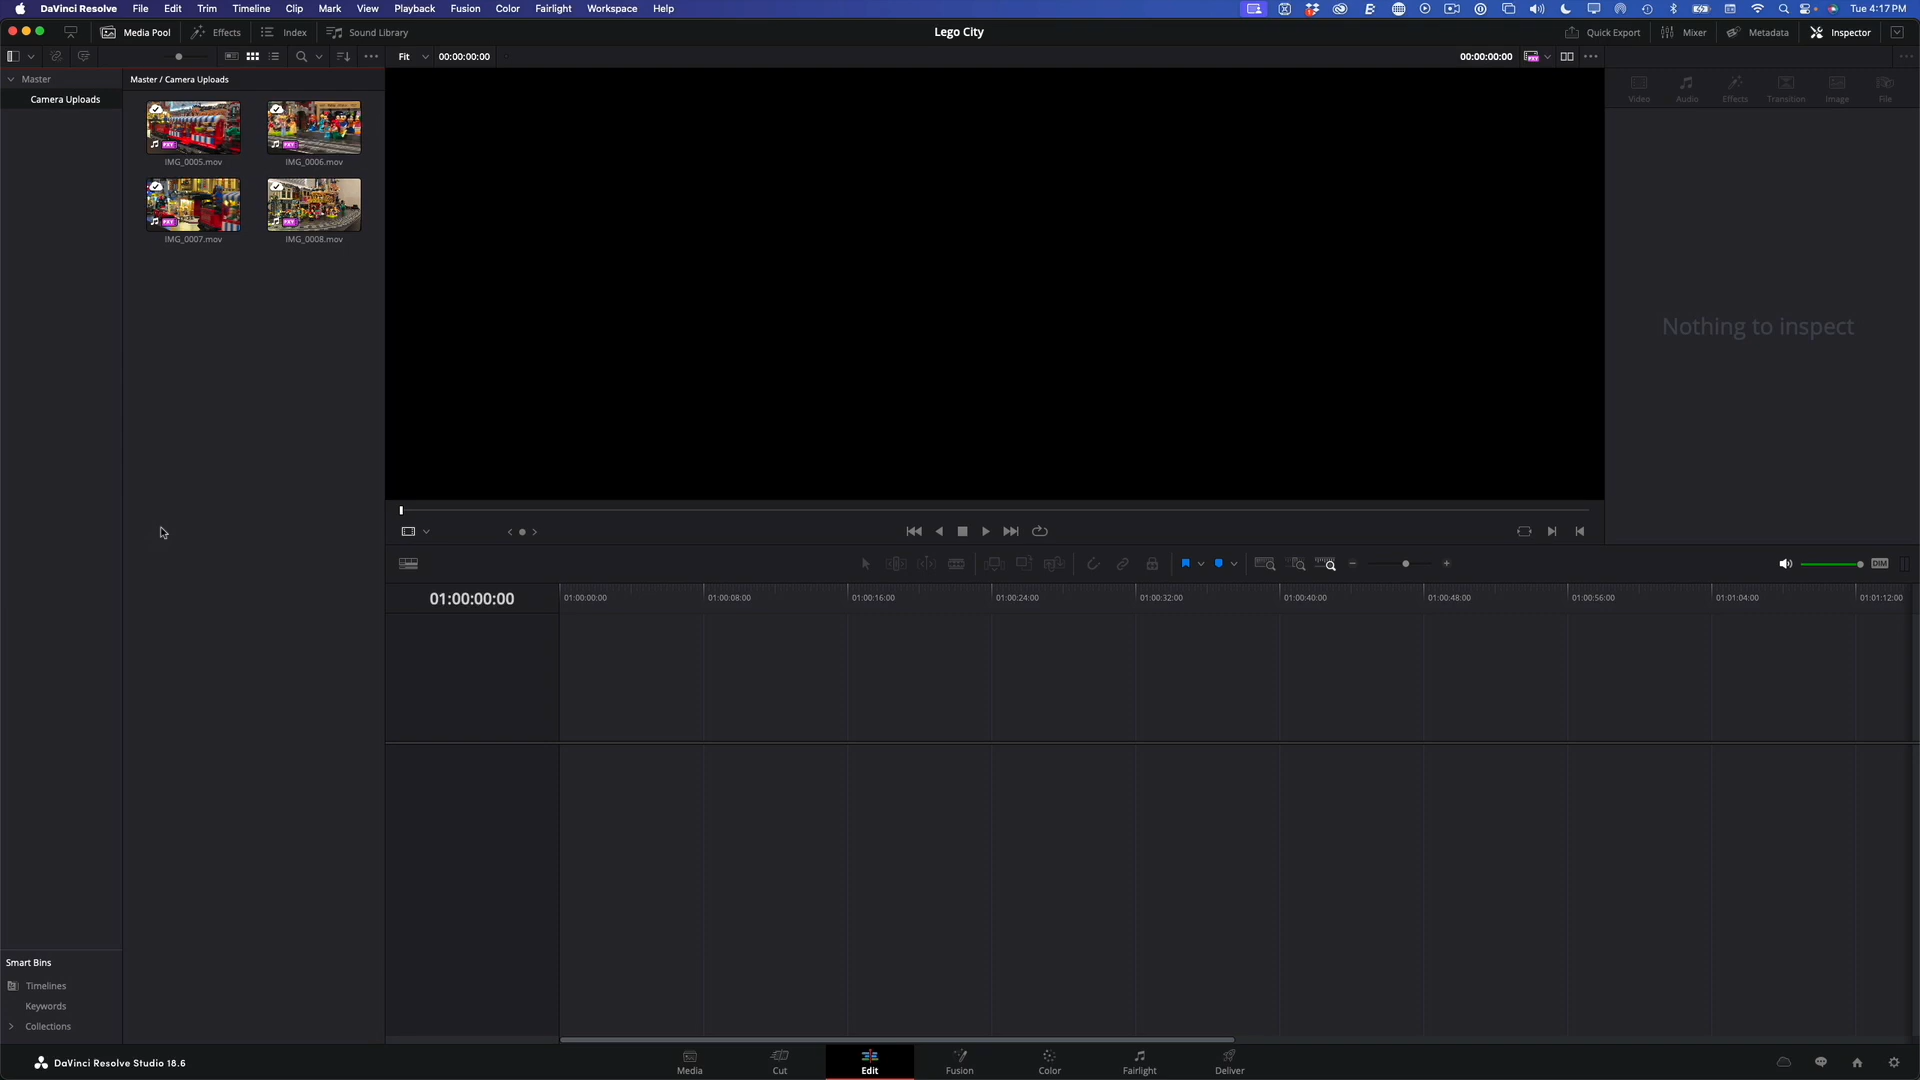 DaVinci Resolve File Edit Trim Timeline Clip Mark View Playback Fusion Color Fairlight Workspace Help Tue 4:17 PM
Media Pool Effects Index Sound Library Lego City Quick Export Mixer Metadata Inspector
Fit 00:00:00:00 00:00:00:00
Master
Camera Uploads
Master / Camera Uploads
PXY PXY
IMG_0005.mov IMG_0006.mov
PXY PXY
IMG_0007.mov IMG_0008.mov
Video Audio Effects Transition Image File
Nothing to inspect
DIM
01:00:00:00
01:00:00:00 01:00:08:00 01:00:16:00 01:00:24:00 01:00:32:00 01:00:40:00 01:00:48:00 01:00:56:00 01:01:04:00 01:01:12:00
Smart Bins
Timelines
Keywords
Collections
DaVinci Resolve Studio 18.6
Media Cut Edit Fusion Color Fairlight Deliver